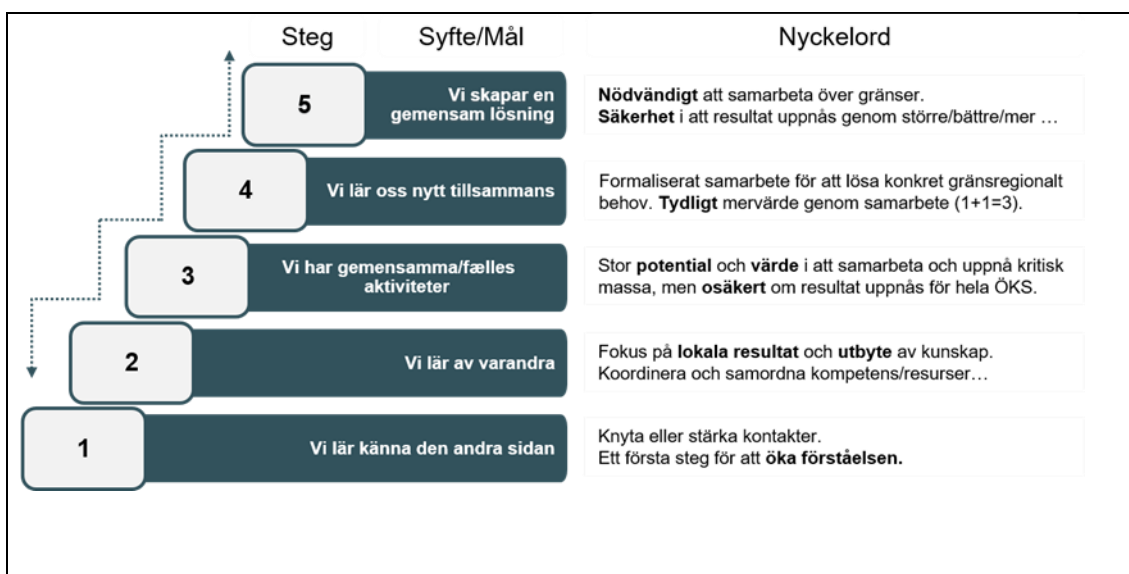 Steg
Syfte/Mål
Nyckelord
5
Vi skapar en
gemensam lösning
Nödvändigt att samarbeta över gränser.
Säkerhet i att resultat uppnås genom större/bättre/mer …
4
Vi lär oss nytt tillsammans
Formaliserat samarbete för att lösa konkret gränsregionalt
behov. Tydligt mervärde genom samarbete (1+1=3).
3
Vi har gemensamma/fælles
aktiviteter
Stor potential och värde i att samarbeta och uppnå kritisk
massa, men osäkert om resultat uppnås för hela ÖKS.
2
Vi lär av varandra
Fokus på lokala resultat och utbyte av kunskap.
Koordinera och samordna kompetens/resurser…
1
Vi lär känna den andra sidan
Knyta eller stärka kontakter.
Ett första steg för att öka förståelsen.